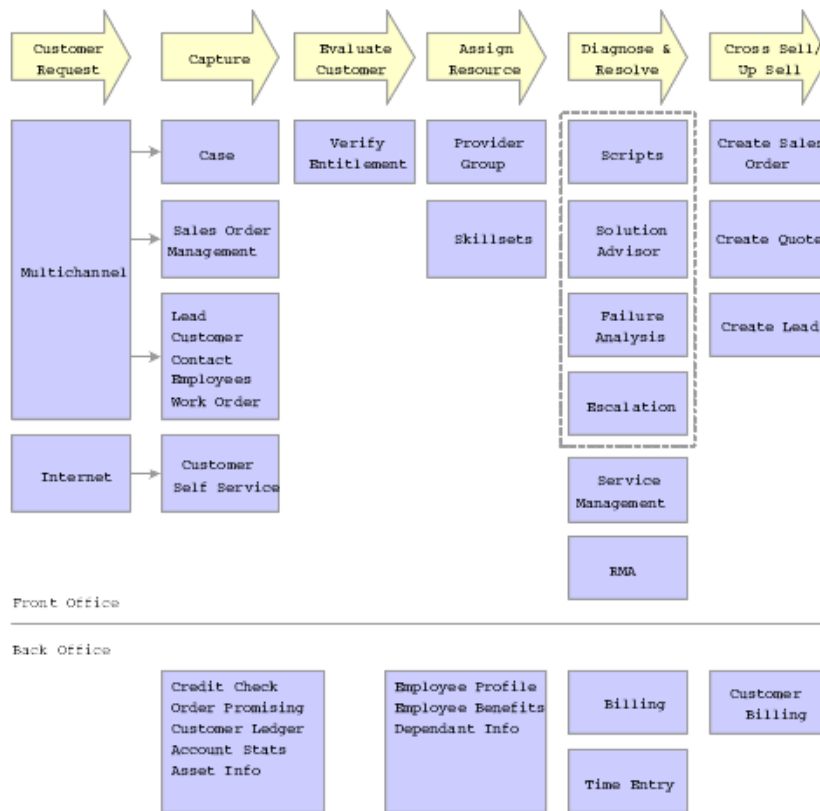 Customer
Request
Capture
Evaluate
Customer
Assign
Resource
Diagnose &
Resolve
Cross Sell/
Up Sell
Multichannel
Case
Sales Order
Management
Lead
Customer
Contact
Employees
Work Order
Internet
Customer
Self Service
Verify
Entitlement
Provider
Group
Skillsets
Scripts
Solution
Advisor
Failure
Analysis
Escalation
Service
Management
RMA
Create Sales
Order
Create Quote
Create Lead
Front Office
Back Office
Credit Check
Order Promising
Customer Ledger
Account Stats
Asset Info
Employee Profile
Employee Benefits
Dependant Info
Billing
Time Entry
Customer
Billing